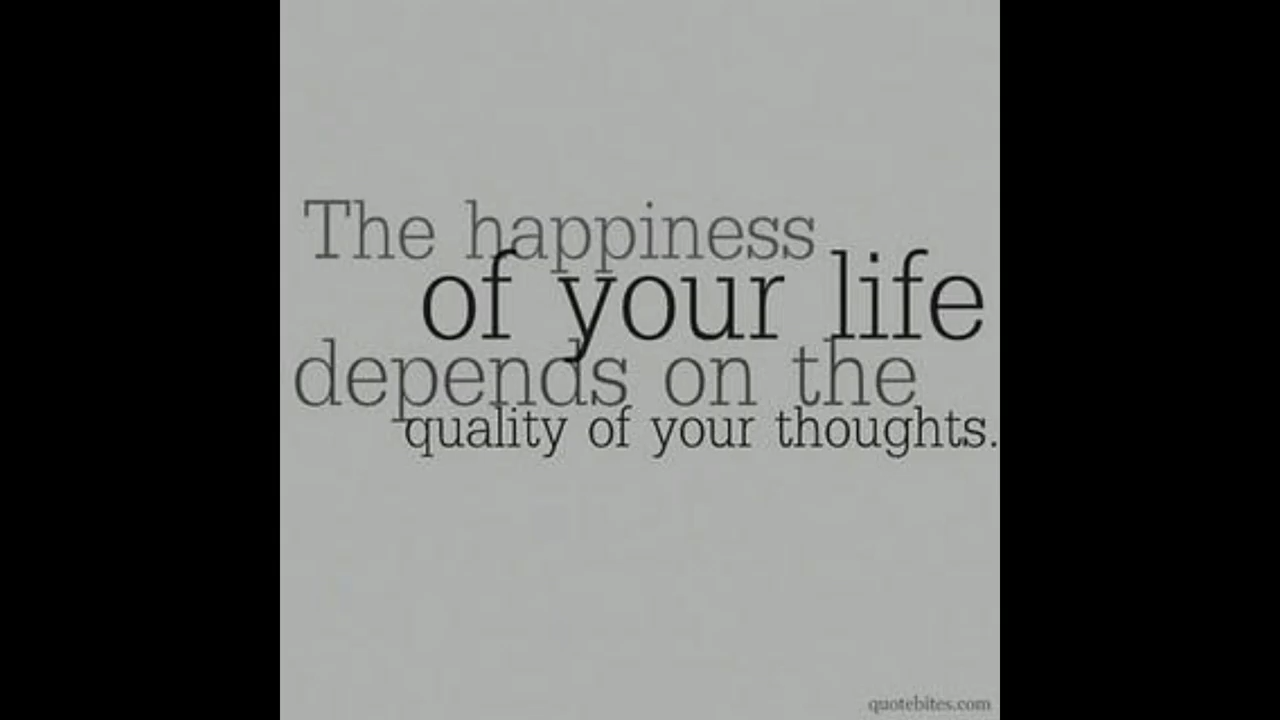 The happiness
of your life
depends on the
quality of your thoughts.
quotebites.com